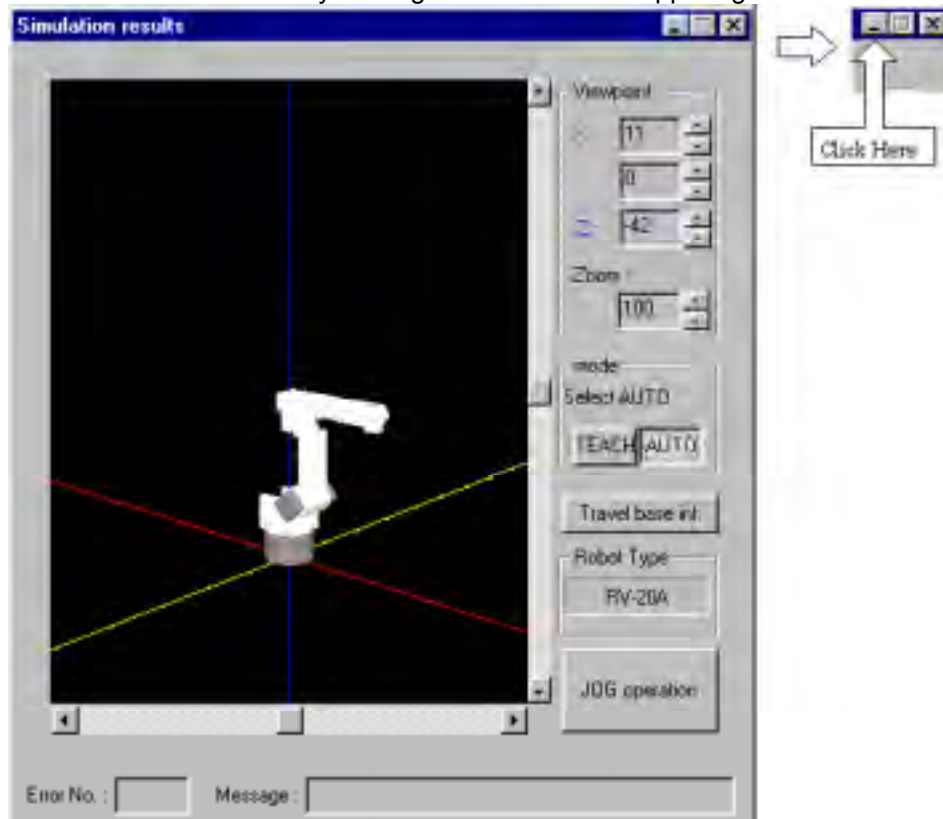 Simulation results
Viewpoint
11
0
-42
Zoom :
100
mode
Select AUTO
TEACH AUTO
Travel base inf.
Robot Type
RV-20A
JOG operation
Error No. :
Message :
Click Here